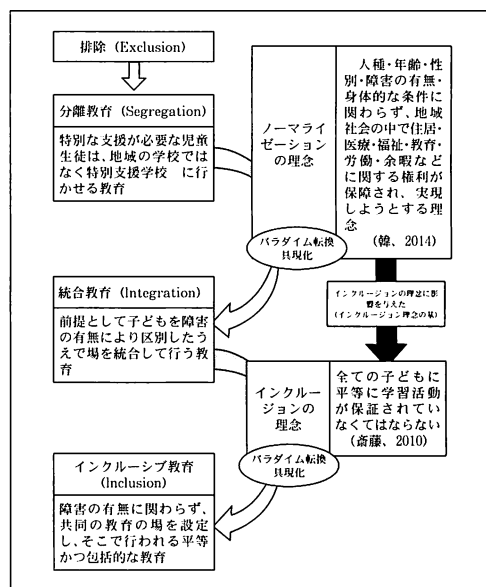 排除 (Exclusion)
分離教育 (Segregation)
特別な支援が必要な児童
生徒は、地域の学校では
なく特別支援学校 に行
かせる教育
ノーマライ
ゼーション
の理念
人種・年齢・性
別・障害の有無・
身体的な条件に
関わらず、地域
社会の中で住居・
医療・福祉・教育・
労働・余暇など
に関する権利が
保障され、実現
しようとする理
念
(韓、2014)
パラダイム転換
具現化
統合教育 (Integration)
前提として子どもを障害
の有無により区別したう
えで場を統合して行う教
育
インクルージョンの理念に影
響を与えた
(インクルージョン理念の基)
インクルー
ジョンの
理念
全ての子どもに
平等に学習活動
が保証されてい
なくてはならない
(斎藤、2010)
パラダイム転換
具現化
インクルーシブ教育
(Inclusion)
障害の有無に関わらず、
共同の教育の場を設定
し、そこで行われる平等
かつ包括的な教育